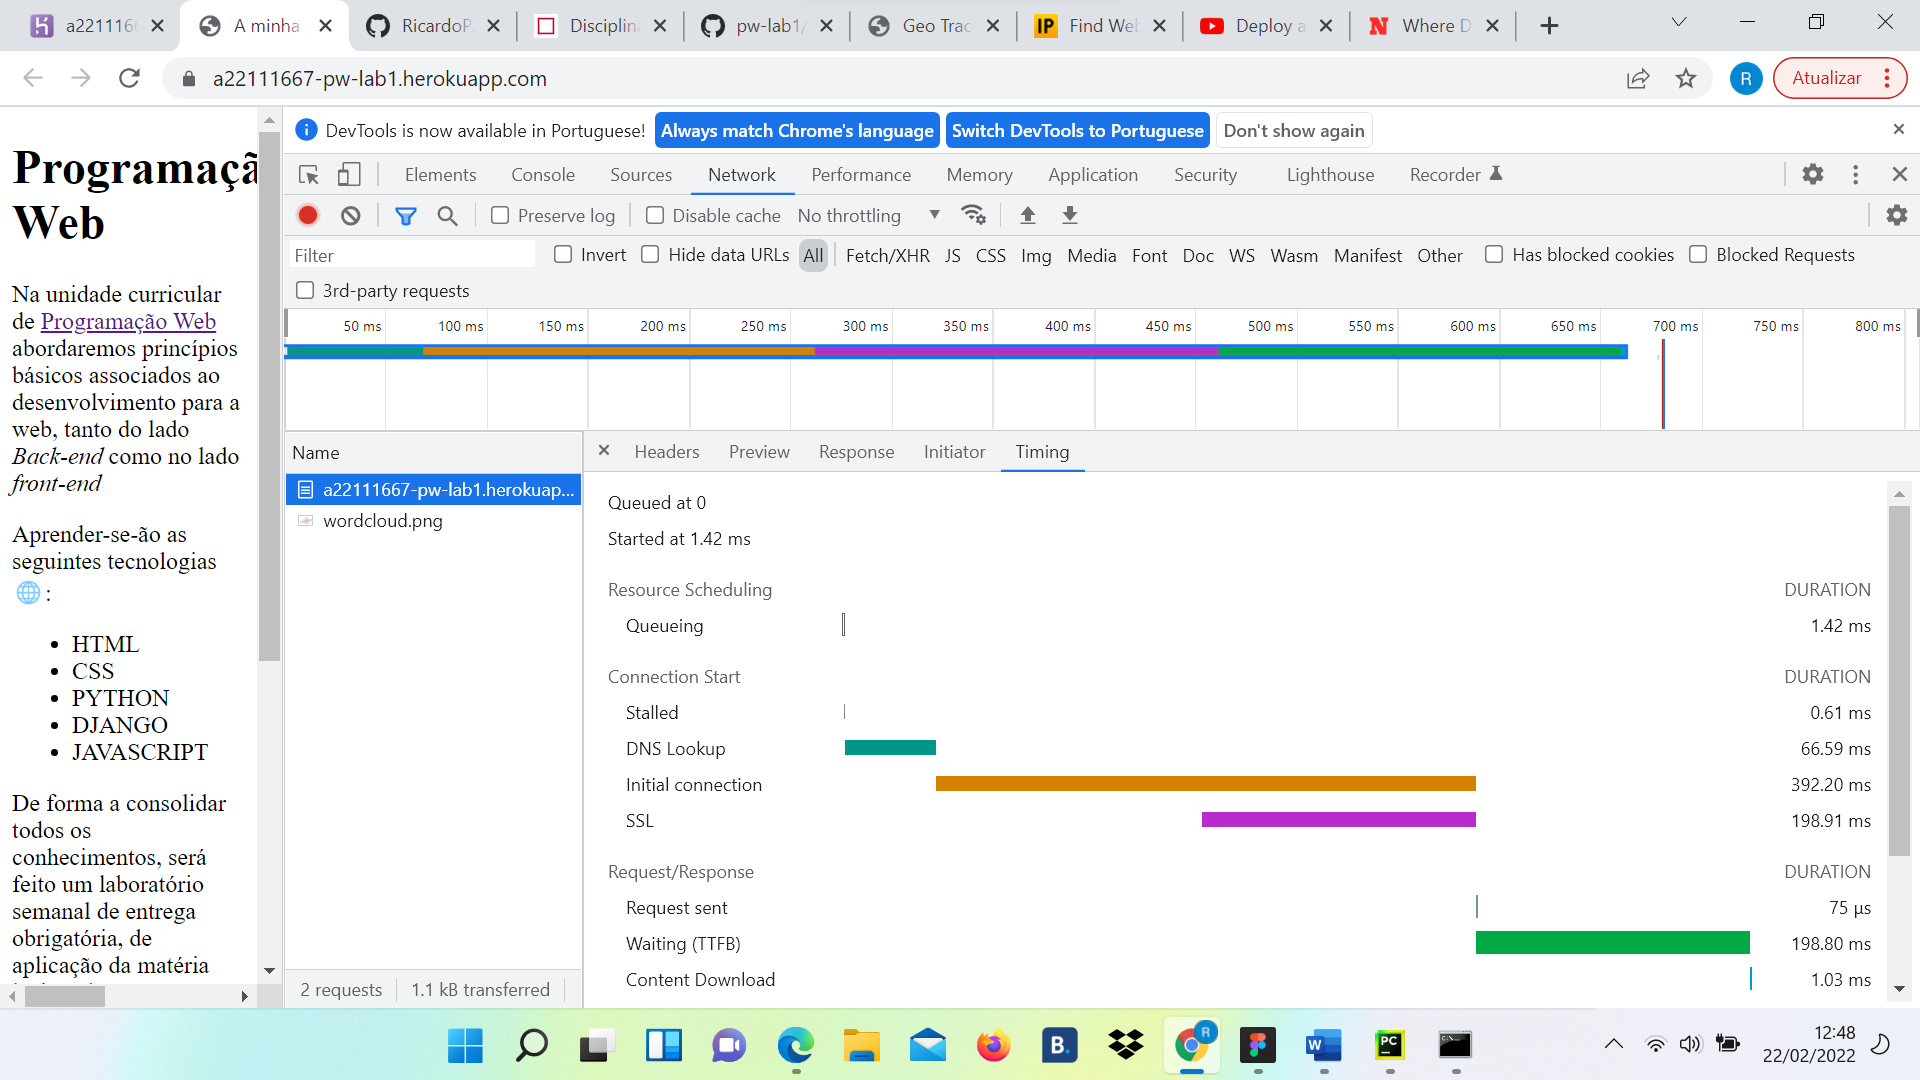 a2211166
A minha
RicardoP
Disciplina
pw-lab1/
Geo Trac
IP Find Web
Deploy a
N Where D
a22111667-pw-lab1.herokuapp.com
R
Atualizar
DevTools is now available in Portuguese! Always match Chrome's language Switch DevTools to Portuguese Don't show again
Elements Console Sources Network Performance Memory Application Security Lighthouse Recorder
Preserve log Disable cache No throttling
Filter Invert Hide data URLs All Fetch/XHR JS CSS Img Media Font Doc WS Wasm Manifest Other Has blocked cookies Blocked Requests
3rd-party requests
50 ms 100 ms 150 ms 200 ms 250 ms 300 ms 350 ms 400 ms 450 ms 500 ms 550 ms 600 ms 650 ms 700 ms 750 ms 800 ms
Programaçã
Web
Na unidade curricular
de Programação Web
abordaremos princípios
básicos associados ao
desenvolvimento para a
web, tanto do lado
Back-end como no lado
front-end
Aprender-se-ão as
seguintes tecnologias
:
• HTML
• CSS
• PYTHON
• DJANGO
• JAVASCRIPT
De forma a consolidar
todos os
conhecimentos, será
feito um laboratório
semanal de entrega
obrigatória, de
aplicação da matéria
Name
a22111667-pw-lab1.herokuap...
wordcloud.png
2 requests 1.1 kB transferred
Headers Preview Response Initiator Timing
Queued at 0
Started at 1.42 ms
Resource Scheduling DURATION
Queueing 1.42 ms
Connection Start DURATION
Stalled 0.61 ms
DNS Lookup 66.59 ms
Initial connection 392.20 ms
SSL 198.91 ms
Request/Response DURATION
Request sent 75 µs
Waiting (TTFB) 198.80 ms
Content Download 1.03 ms
B.
R
W
PC
12:48
22/02/2022